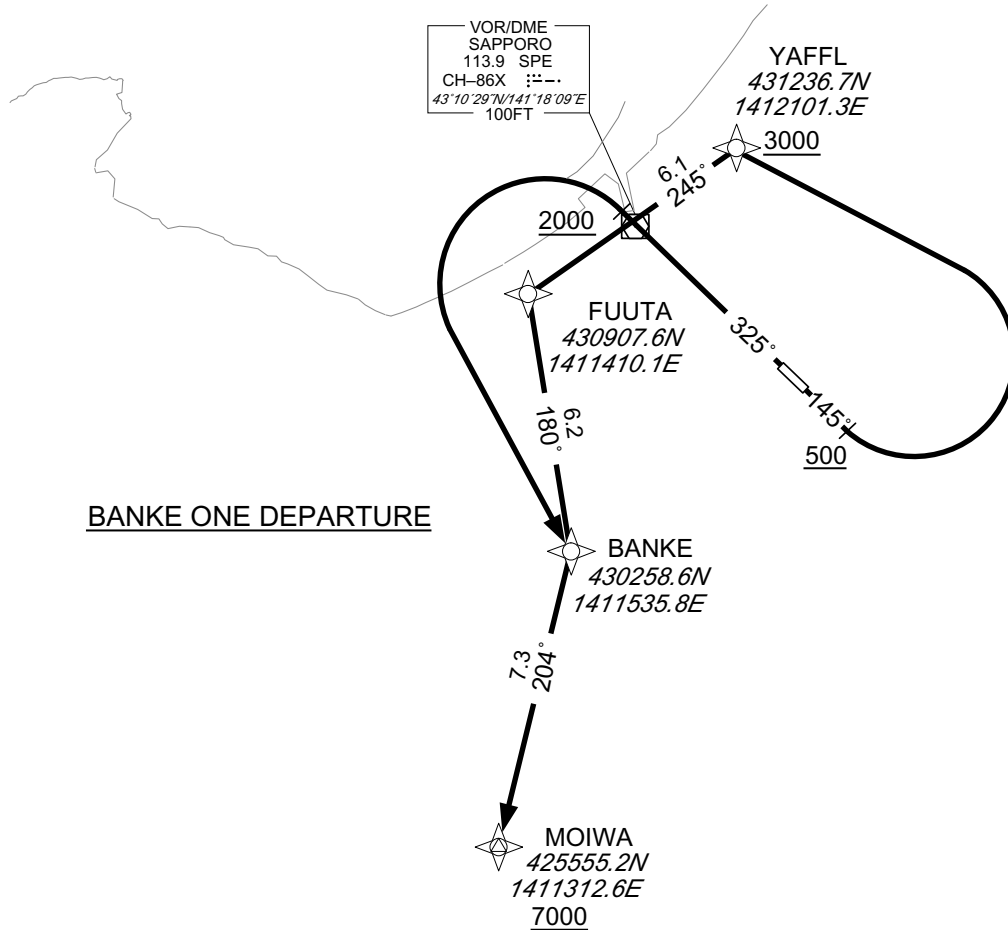 VOR/DME
SAPPORO
113.9 SPE
CH–86X
43°10'29"N/141°18'09"E
100FT
YAFFL
431236.7N
1412101.3E
3000
6.1
245°
2000
FUUTA
430907.6N
1411410.1E
325°
145°
500
6.2
180°
BANKE ONE DEPARTURE
BANKE
430258.6N
1411535.8E
7.3
204°
MOIWA
425555.2N
1411312.6E
7000